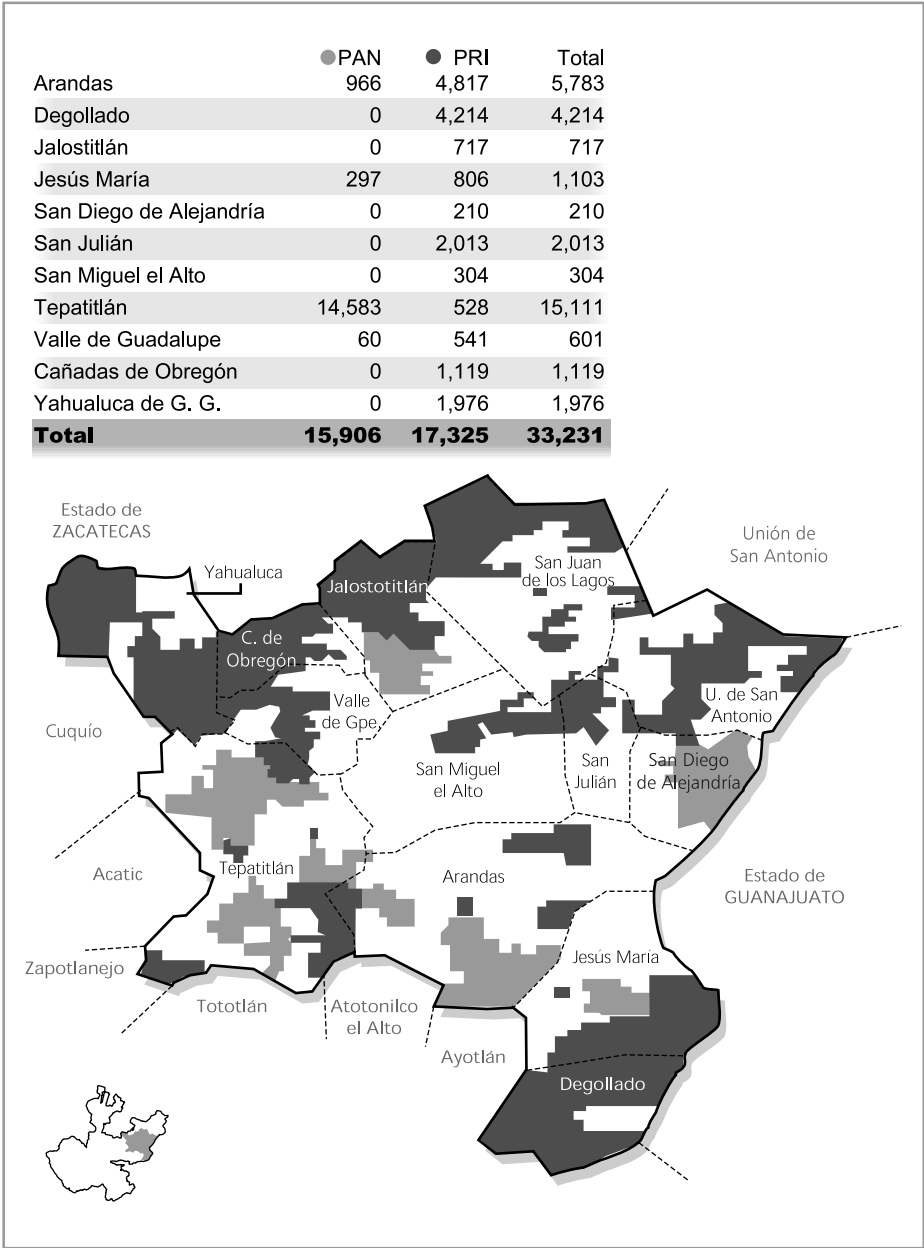 PAN PRI Total
Arandas 966 4,817 5,783
Degollado 0 4,214 4,214
Jalostitlán 0 717 717
Jesús María 297 806 1,103
San Diego de Alejandría 0 210 210
San Julián 0 2,013 2,013
San Miguel el Alto 0 304 304
Tepatitlán 14,583 528 15,111
Valle de Guadalupe 60 541 601
Cañadas de Obregón 0 1,119 1,119
Yahualuca de G. G. 0 1,976 1,976
Total 15,906 17,325 33,231
Estado de
ZACATECAS
Unión de
San Antonio
Yahualuca
San Juan
de los Lagos
Jalostotitlán
C. de
Obregón
Valle
de Gpe.
U. de San
Antonio
Cuquío
San Miguel
el Alto
San
Julián
San Diego
de Alejandría
Acatic
Tepatitlán
Arandas
Estado de
GUANAJUATO
Zapotlanejo
Jesús María
Tototlán
Atotonilco
el Alto
Ayotlán
Degollado